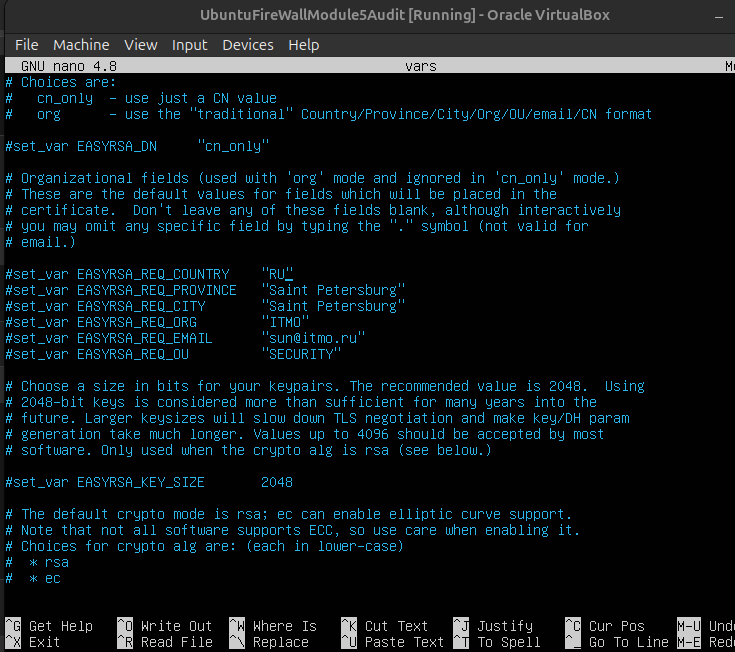 UbuntuFireWallModule5Audit [Running] - Oracle VirtualBox
File Machine View Input Devices Help
GNU nano 4.8 vars
# Choices are:
#   cn_only  - use just a CN value
#   org      - use the "traditional" Country/Province/City/Org/OU/email/CN format
#set_var EASYRSA_DN     "cn_only"
# Organizational fields (used with 'org' mode and ignored in 'cn_only' mode.)
# These are the default values for fields which will be placed in the
# certificate.  Don't leave any of these fields blank, although interactively
# you may omit any specific field by typing the "." symbol (not valid for
# email.)
#set_var EASYRSA_REQ_COUNTRY    "RU"
#set_var EASYRSA_REQ_PROVINCE   "Saint Petersburg"
#set_var EASYRSA_REQ_CITY       "Saint Petersburg"
#set_var EASYRSA_REQ_ORG        "ITMO"
#set_var EASYRSA_REQ_EMAIL      "sun@itmo.ru"
#set_var EASYRSA_REQ_OU         "SECURITY"
# Choose a size in bits for your keypairs. The recommended value is 2048.  Using
# 2048-bit keys is considered more than sufficient for many years into the
# future. Larger keysizes will slow down TLS negotiation and make key/DH param
# generation take much longer. Values up to 4096 should be accepted by most
# software. Only used when the crypto alg is rsa (see below.)
#set_var EASYRSA_KEY_SIZE       2048
# The default crypto mode is rsa; ec can enable elliptic curve support.
# Note that not all software supports ECC, so use care when enabling it.
# Choices for crypto alg are: (each in lower-case)
#  * rsa
#  * ec
^G Get Help ^O Write Out ^W Where Is ^K Cut Text ^J Justify ^C Cur Pos M-U
^X Exit ^R Read File ^\ Replace ^U Paste Text ^T To Spell ^_ Go To Line M-E